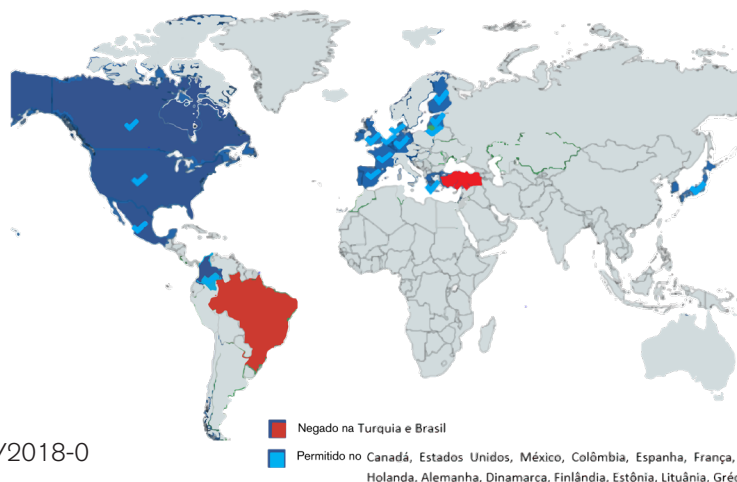 Negado na Turquia e Brasil
/2018-0
Permitido no Canadá, Estados Unidos, México, Colômbia, Espanha, França,
Holanda, Alemanha, Dinamarca, Finlândia, Estônia, Lituânia,